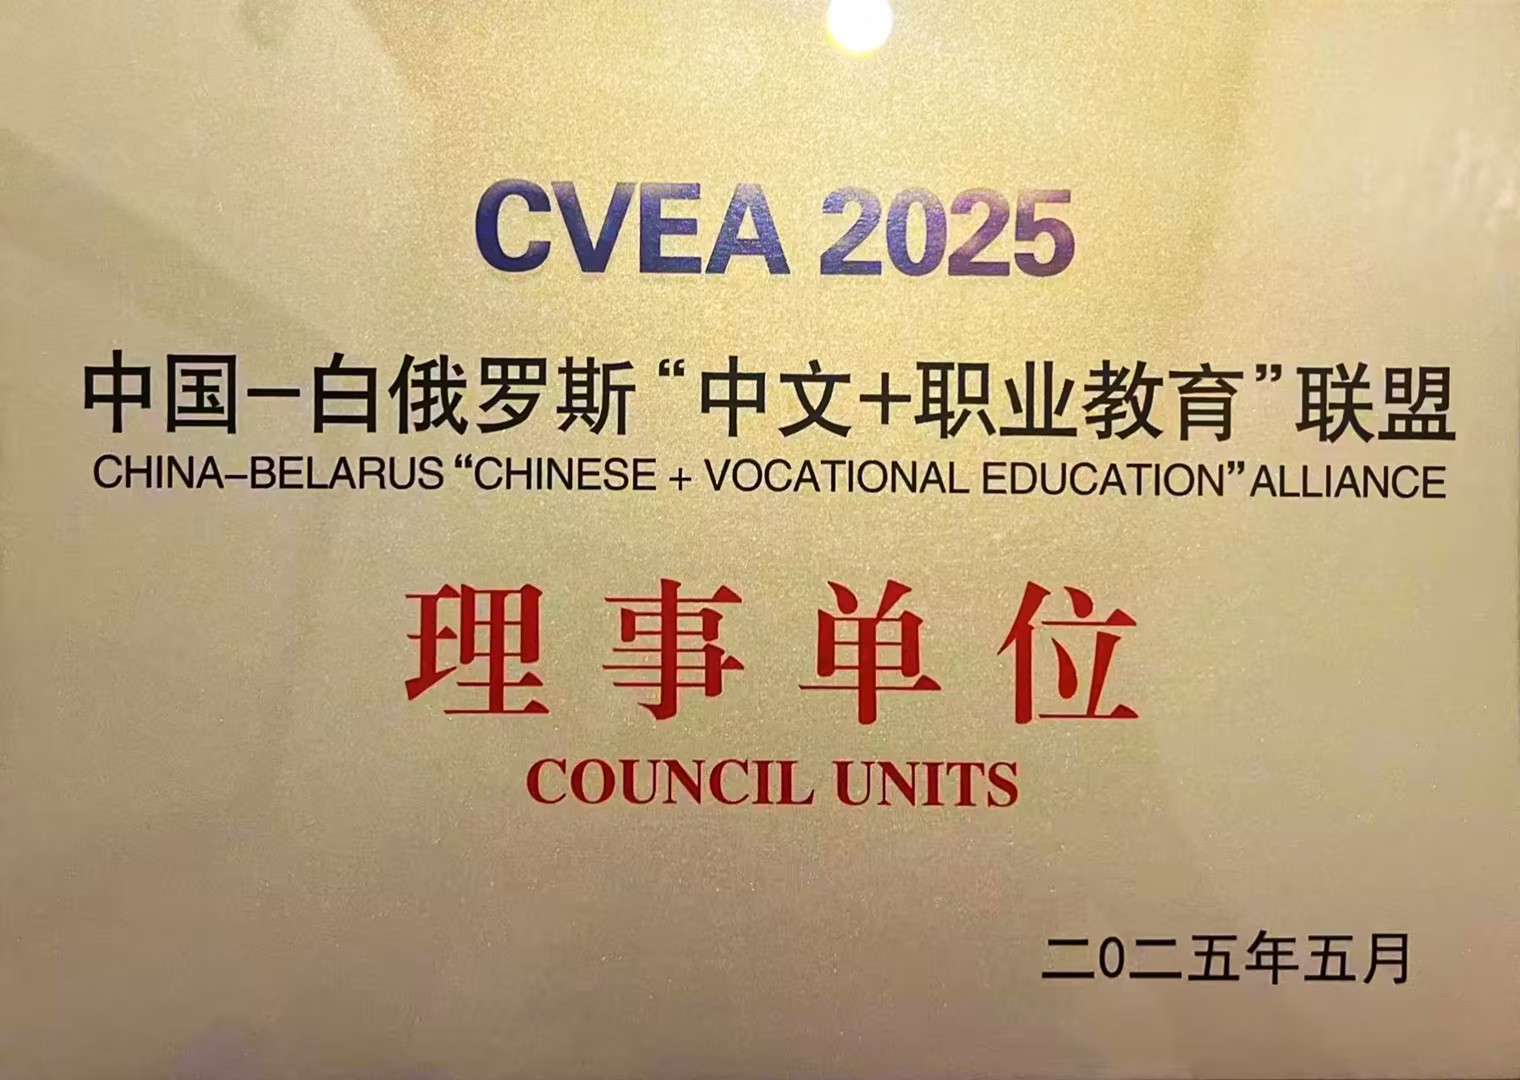 CVEA 2025
中国－白俄罗斯“中文+职业教育”联盟
CHINA–BELARUS “CHINESE + VOCATIONAL EDUCATION” ALLIANCE
理事单位
COUNCIL UNITS
二0二五年五月